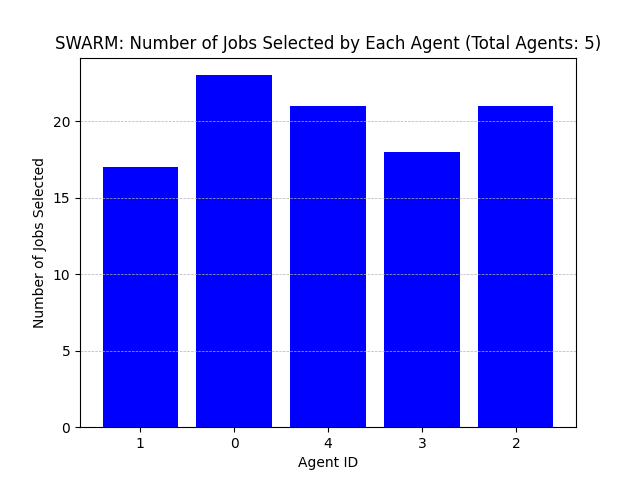 SWARM: Number of Jobs Selected by Each Agent (Total Agents: 5)
Number of Jobs Selected
20
15
10
5
0
1 0 4 3 2
Agent ID